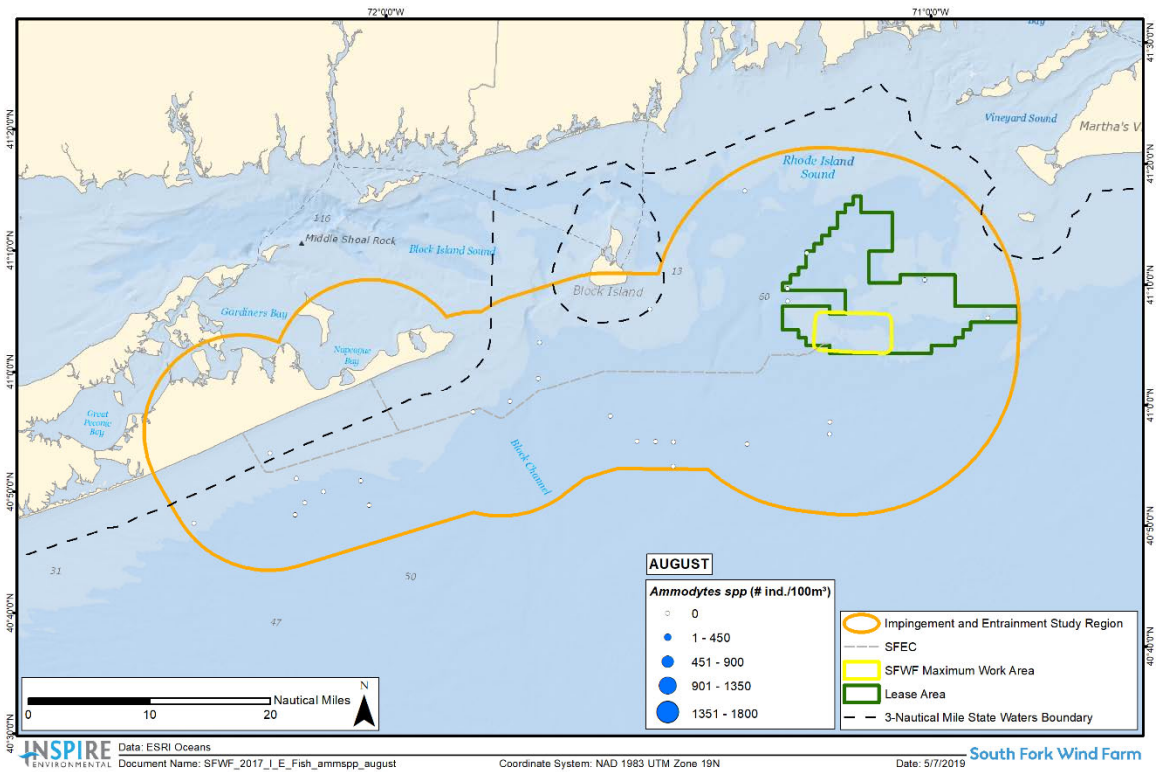 72°0'0"W
71°0'0"W
41°30'0"N
41°20'0"N
41°20'0"N
41°10'0"N
41°10'0"N
41°0'0"N
41°0'0"N
40°50'0"N
40°50'0"N
40°40'0"N
40°40'0"N
40°30'0"N
Bay
Vineyard Sound
Martha's V
Rhode Island
Sound
116
Middle Shoal Rock
Block Island Sound
13
60
Block Island
Gardiners Bay
Napeague
Bay
Great
Peconic
Bay
Block Channel
31
50
47
AUGUST
Ammodytes spp (# ind./100m³)
0
1 - 450
451 - 900
901 - 1350
1351 - 1800
Impingement and Entrainment Study Region
SFEC
SFWF Maximum Work Area
Lease Area
3-Nautical Mile State Waters Boundary
N
Nautical Miles
0 10 20
INSPIRE
ENVIRONMENTAL
Data: ESRI Oceans
Document Name: SFWF_2017_I_E_Fish_ammspp_august
Coordinate System: NAD 1983 UTM Zone 19N
Date: 5/7/2019
South Fork Wind Farm